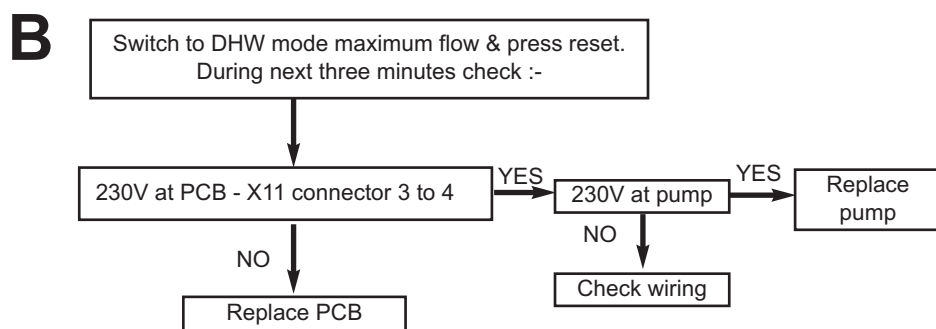 B
Switch to DHW mode maximum flow & press reset.
During next three minutes check :-
230V at PCB - X11 connector 3 to 4
YES
230V at pump
YES
Replace
pump
NO
NO
Check wiring
Replace PCB